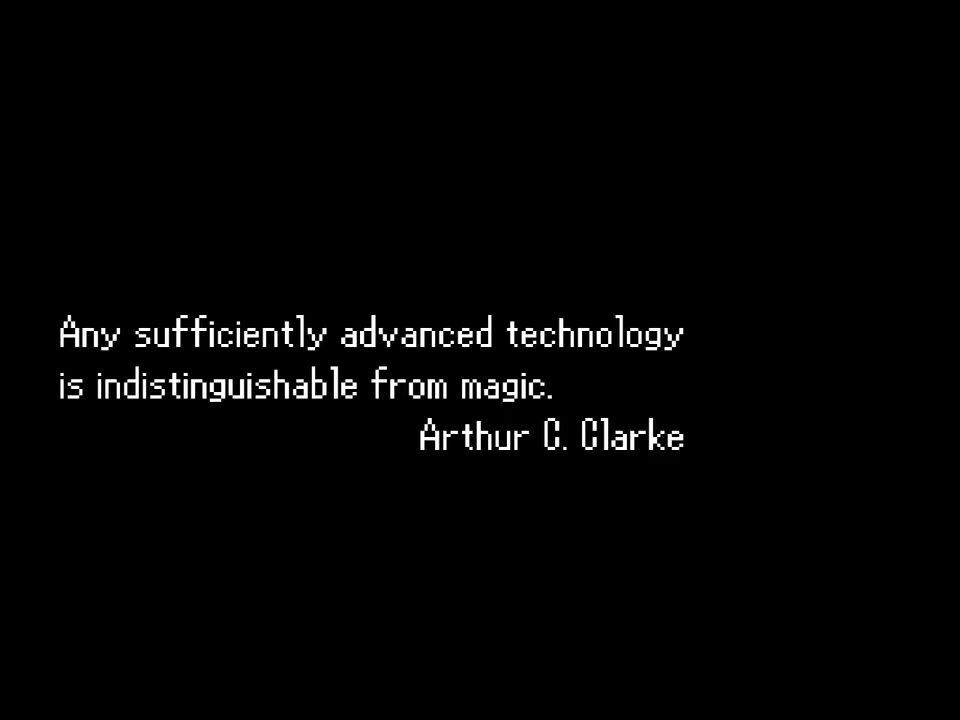 Any sufficiently advanced technology
is indistinguishable from magic.
Arthur C. Clarke